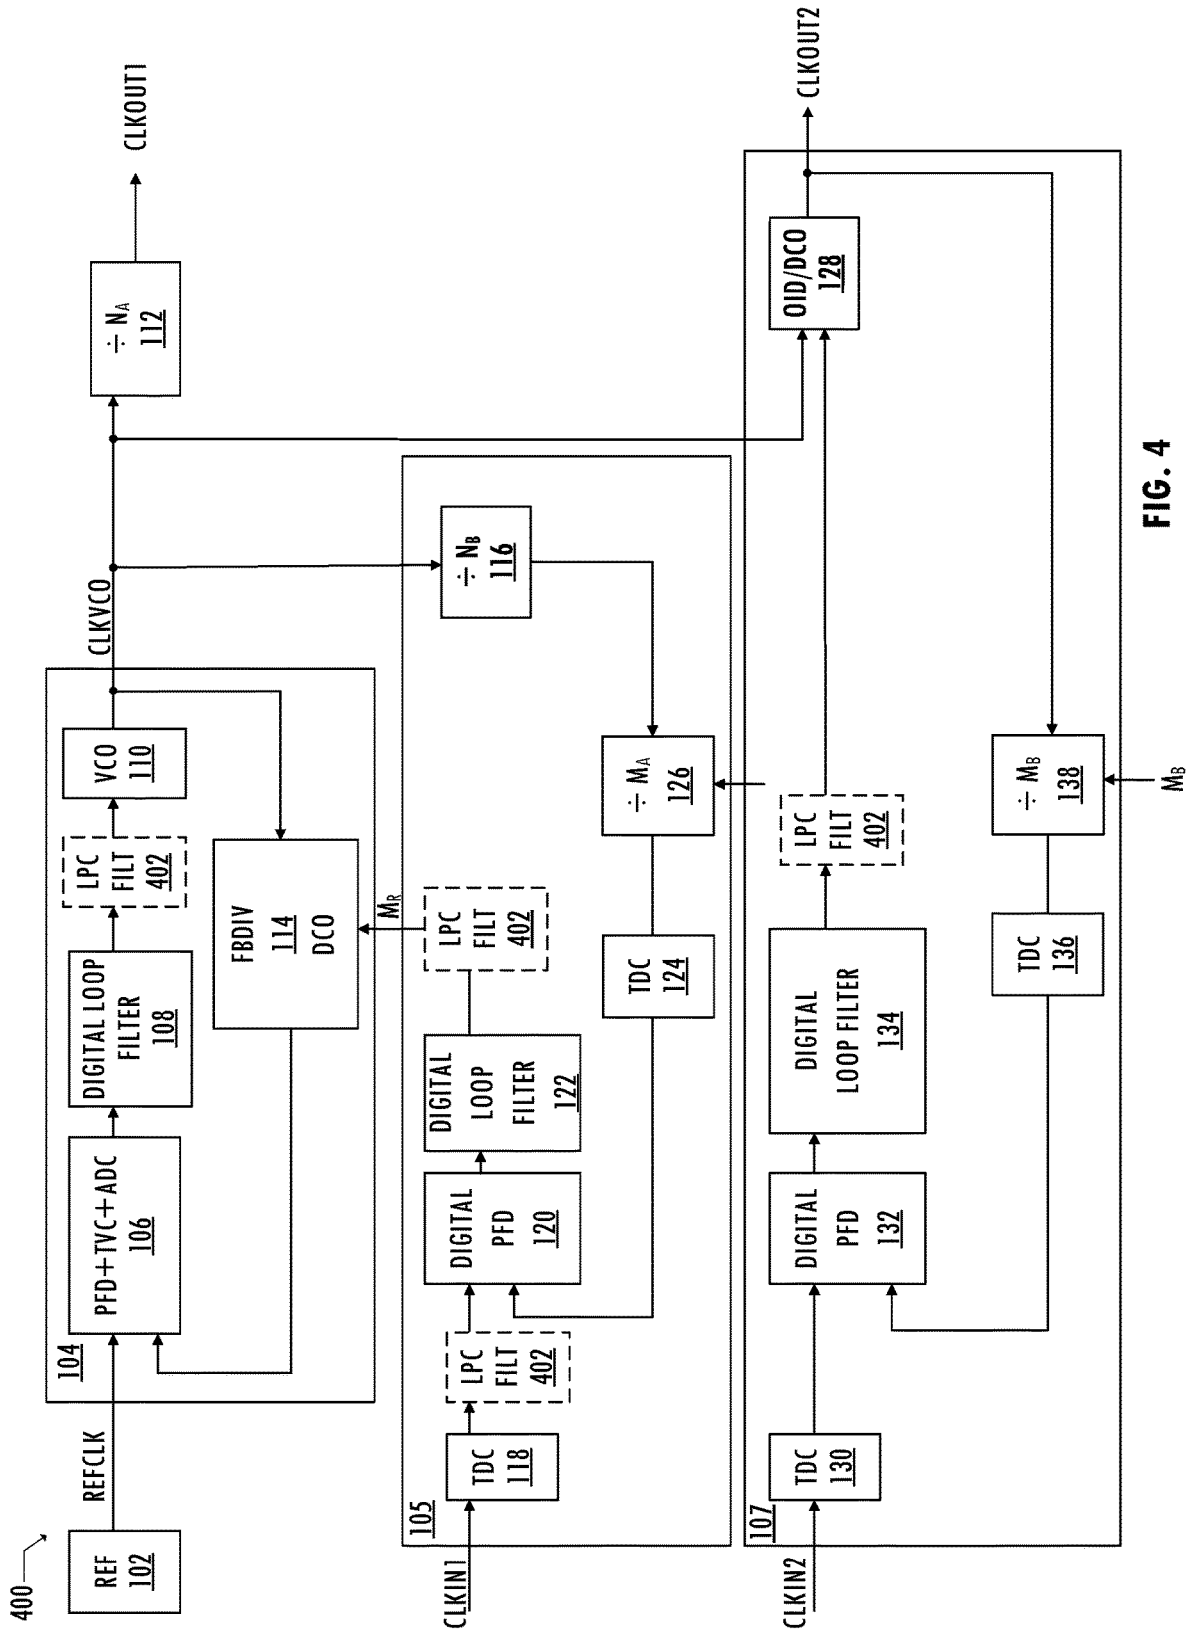 400
REF
102
REFCLK
104
PFD+TVC+ADC
106
DIGITAL LOOP
FILTER
108
LPC
FILT
402
VCO
110
CLKVCO
÷ NA
112
CLKOUT1
FBDIV
114
DCO
MR
105
CLKIN1
TDC
118
LPC
FILT
402
DIGITAL
PFD
120
DIGITAL
LOOP
FILTER
122
LPC
FILT
402
÷ NB
116
TDC
124
÷ MA
126
107
CLKIN2
TDC
130
DIGITAL
PFD
132
DIGITAL
LOOP FILTER
134
LPC
FILT
402
OID/DCO
128
CLKOUT2
TDC
136
÷ MB
138
MB
FIG. 4